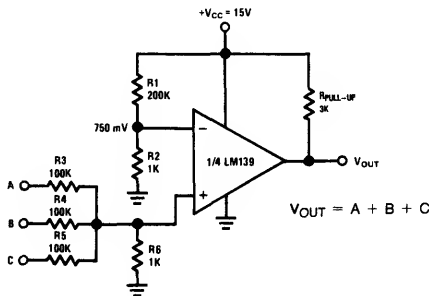 +VCC = 15V
R1
200K
RPULL-UP
3K
750 mV
R2
1K
1/4 LM139
VOUT
R3
100K
A
R4
100K
B
R5
100K
C
R6
1K
VOUT = A + B + C
−
+